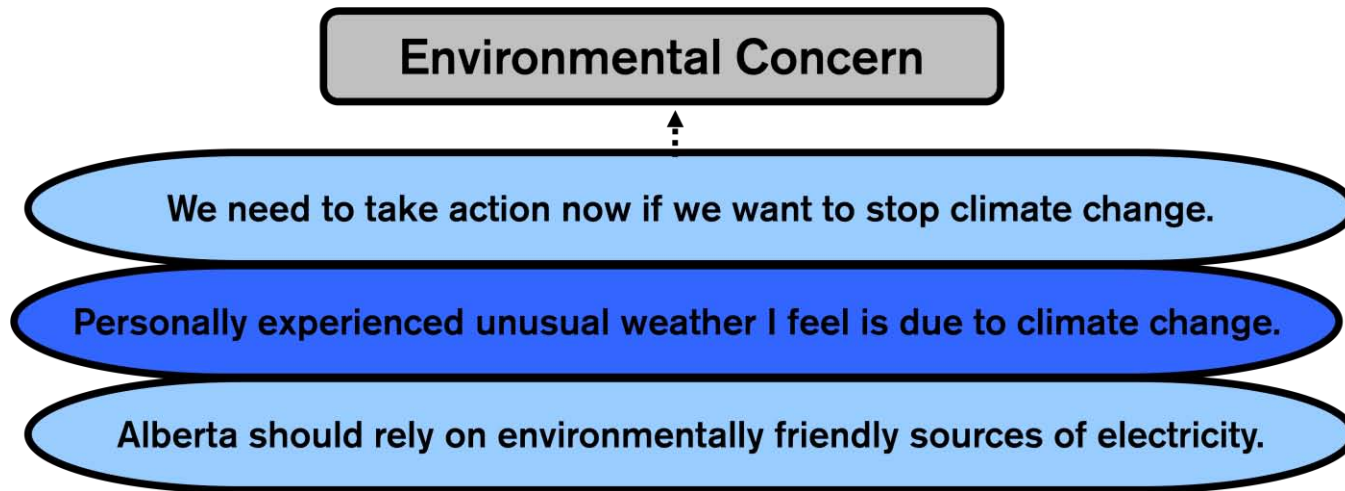 Environmental Concern
We need to take action now if we want to stop climate change.
Personally experienced unusual weather I feel is due to climate change.
Alberta should rely on environmentally friendly sources of electricity.